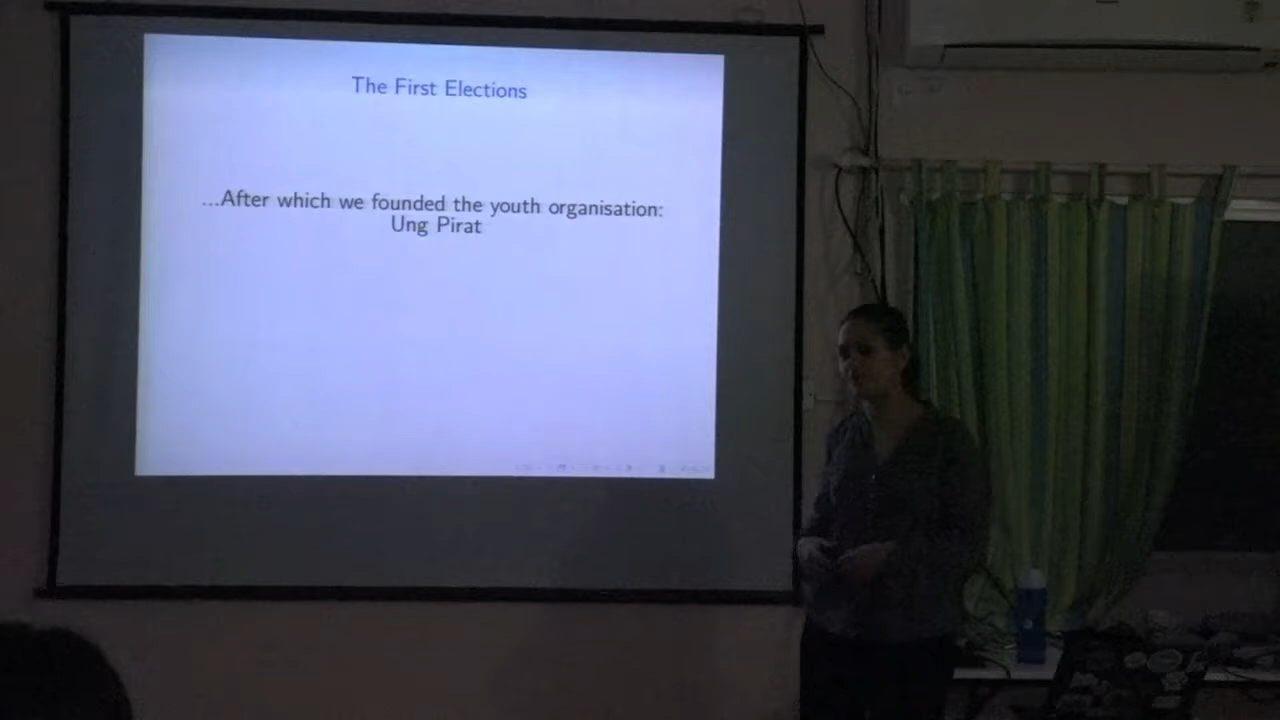 The First Elections
...After which we founded the youth organisation:
Ung Pirat